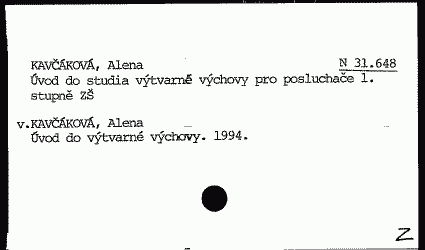 KAVČÁKOVÁ, Alena N 31.648
Úvod do studia výtvarné výchovy pro posluchače 1.
stupně ZŠ
v.KAVČÁKOVÁ, Alena
Úvod do výtvarné výchovy. 1994.
Z